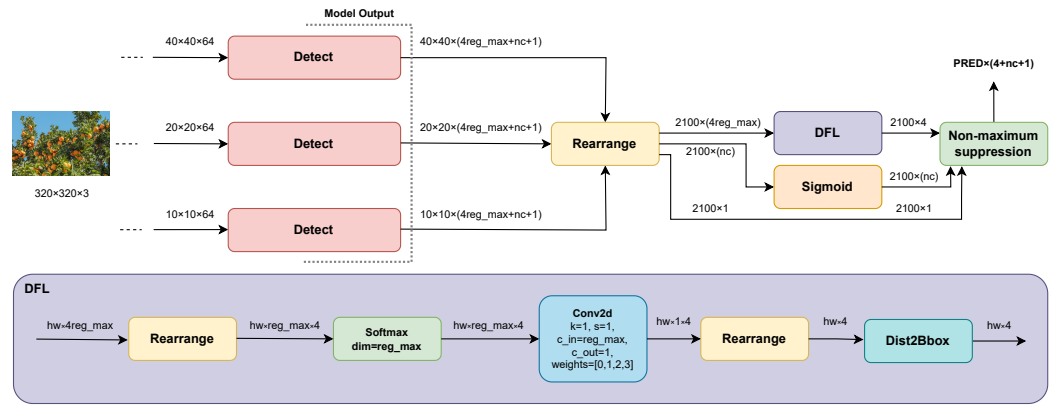 Model Output
40×40×64
Detect
40×40×(4reg_max+nc+1)
PRED×(4+nc+1)
20×20×64
Detect
20×20×(4reg_max+nc+1)
Rearrange
2100×(4reg_max)
DFL
2100×4
Non-maximum
suppression
2100×(nc)
Sigmoid
2100×(nc)
320×320×3
10×10×64
Detect
10×10×(4reg_max+nc+1)
2100×1
2100×1
DFL
hw×4reg_max
Rearrange
hw×reg_max×4
Softmax
dim=reg_max
hw×reg_max×4
Conv2d
k=1, s=1,
c_in=reg_max,
c_out=1,
weights=[0,1,2,3]
hw×1×4
Rearrange
hw×4
Dist2Bbox
hw×4